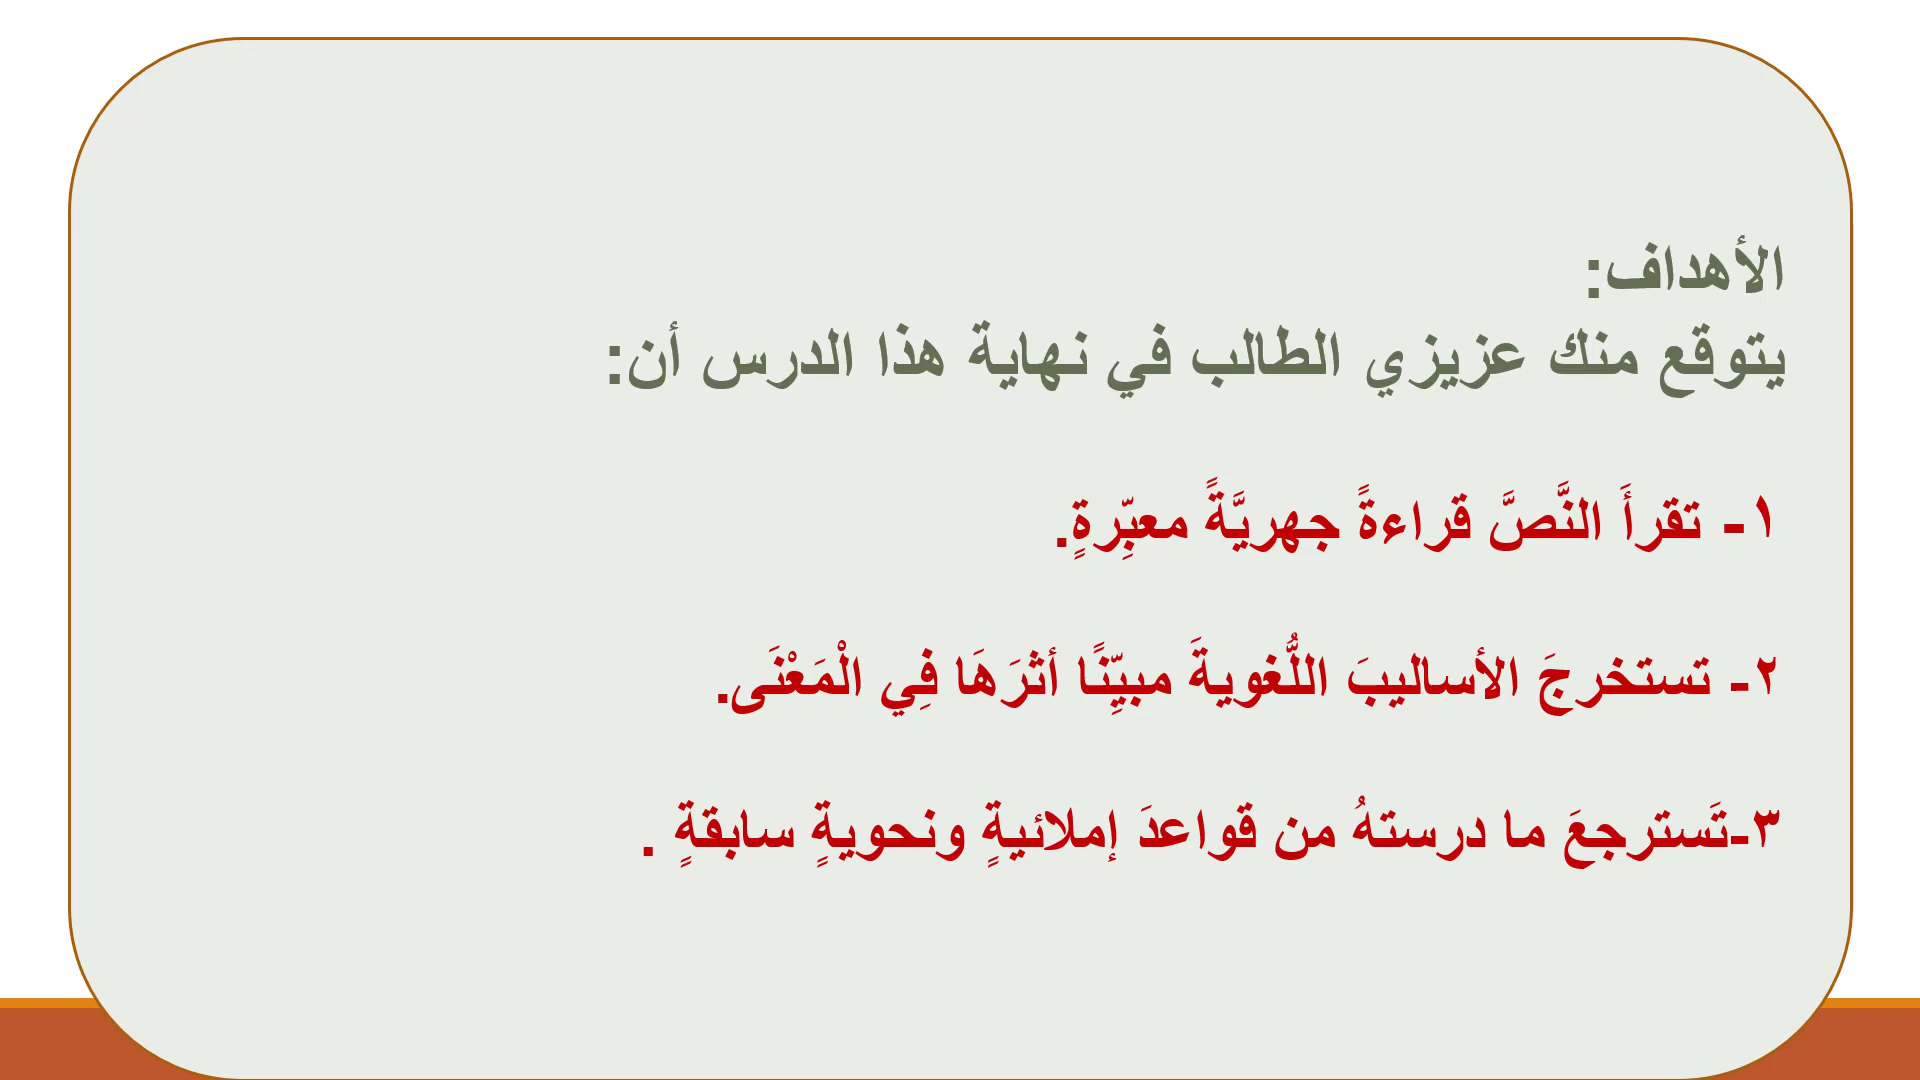 الأهداف:
يتوقع منك عزيزي الطالب في نهاية هذا الدرس أن:
١- تقرأَ النَّصَّ قراءةً جهريَّةً معبِّرةٍ.
٢- تستخرجَ الأساليبَ اللُّغويةَ مبيِّنًا أثرَهَا فِي الْمَعْنَى.
٣-تَسترجعَ ما درستهُ من قواعدَ إملائيةٍ ونحويةٍ سابقةٍ .